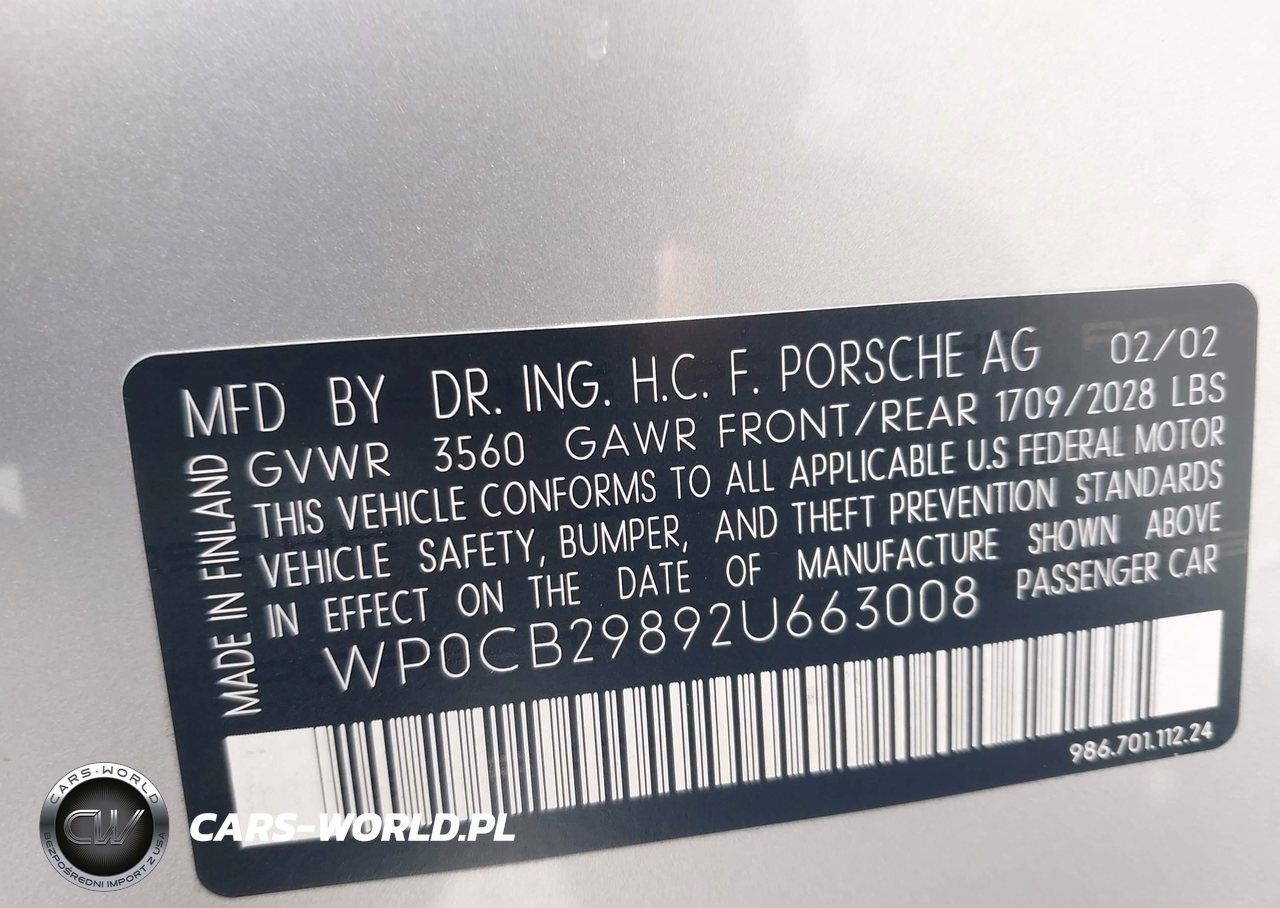 MFD BY DR. ING. H.C. F. PORSCHE AG 02/02
GVWR 3560 GAWR FRONT/REAR 1709/2028 LBS
THIS VEHICLE CONFORMS TO ALL APPLICABLE U.S FEDERAL MOTOR
VEHICLE SAFETY, BUMPER, AND THEFT PREVENTION STANDARDS
IN EFFECT ON THE DATE OF MANUFACTURE SHOWN ABOVE
WP0CB29892U663008 PASSENGER CAR
MADE IN FINLAND
986.701.112.24
CARS-WORLD
CW
BEZPOŚREDNI IMPORT Z USA
CARS-WORLD.PL